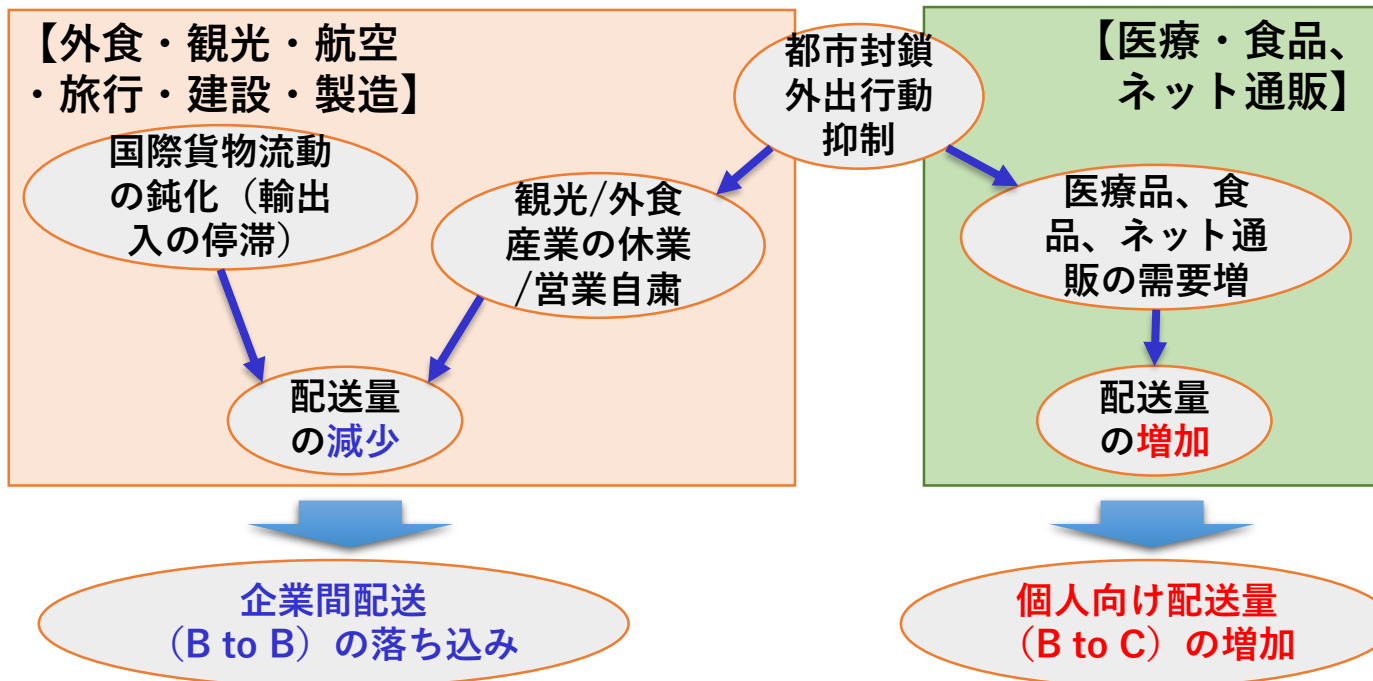 【外食・観光・航空
・旅行・建設・製造】
都市封鎖
外出行動
抑制
【医療・食品、
ネット通販】
国際貨物流動
の鈍化（輸出
入の停滞）
観光/外食
産業の休業
/営業自粛
医療品、食
品、ネット通
販の需要増
配送量
の減少
配送量
の増加
企業間配送
（B to B）の落ち込み
個人向け配送量
（B to C）の増加